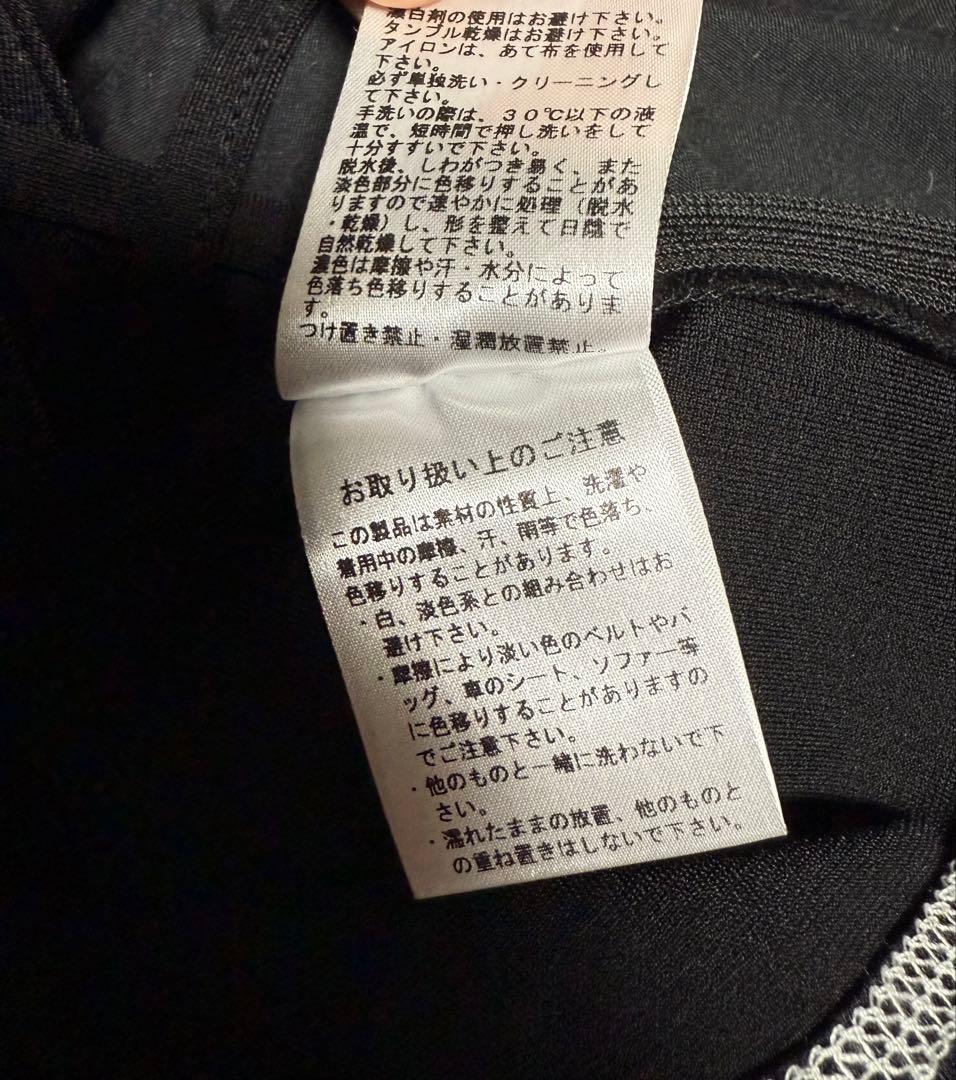 漂白剤の使用はお避け下さい。
タンブル乾燥はお避け下さい。
アイロンは、あて布を使用して
下さい。
必ず単独洗い・クリーニングし
て下さい。
手洗いの際は、30℃以下の液
温で、短時間で押し洗いをして
十分すすいで下さい。
脱水後、しわがつき易く、また
淡色部分に色移りすることがあ
りますので速やかに処理(脱水
・乾燥)し、形を整えて日陰で
自然乾燥して下さい。
濃色は摩擦や汗・水分によって
色落ち色移りすることがありま
す。
つけ置き禁止・湿潤放置禁止。
お取り扱い上のご注意
この製品は素材の性質上、洗濯や
着用中の摩擦、汗、雨等で色落ち、
色移りすることがあります。
・白、淡色系との組み合わせはお
避け下さい。
・摩擦により淡い色のベルトやバ
ッグ、車のシート、ソファー等
に色移りすることがありますの
でご注意下さい。
・他のものと一緒に洗わないで下
さい。
・濡れたままの放置、他のものと
の重ね置きはしないで下さい。